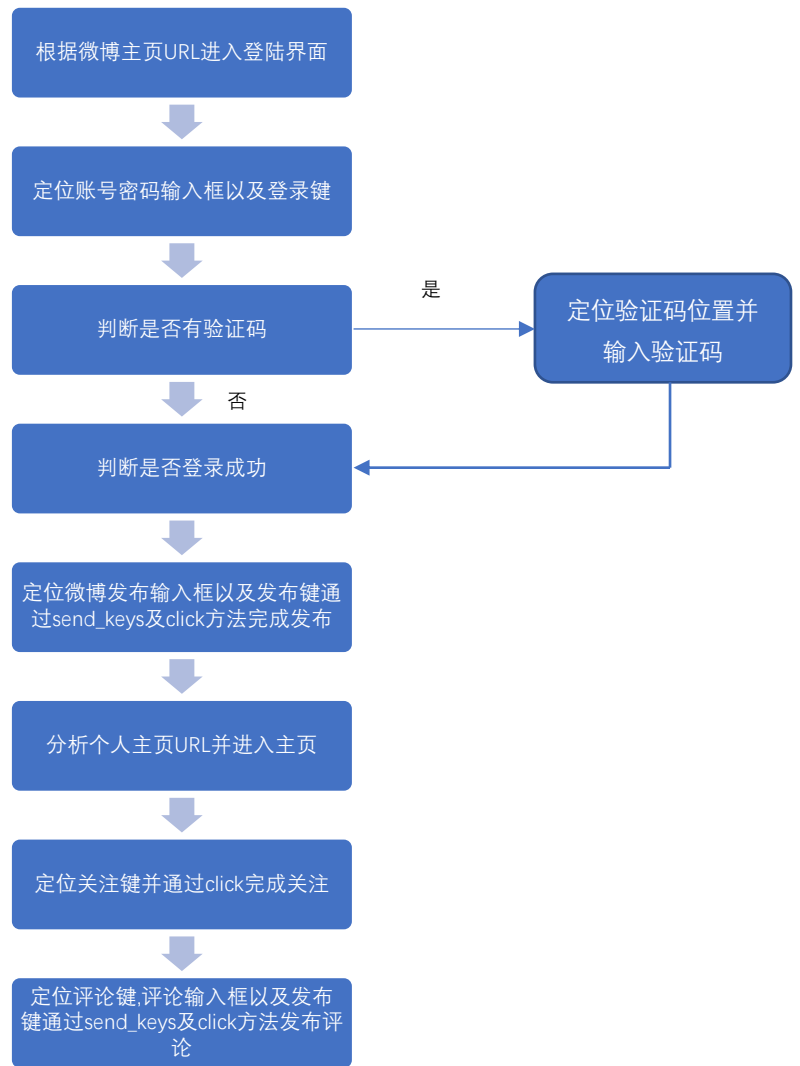 根据微博主页URL进入登陆界面
定位账号密码输入框以及登录键
判断是否有验证码
是
定位验证码位置并
输入验证码
否
判断是否登录成功
定位微博发布输入框以及发布键通
过send_keys及click方法完成发布
分析个人主页URL并进入主页
定位关注键并通过click完成关注
定位评论键,评论输入框以及发布
键通过send_keys及click方法发布评
论